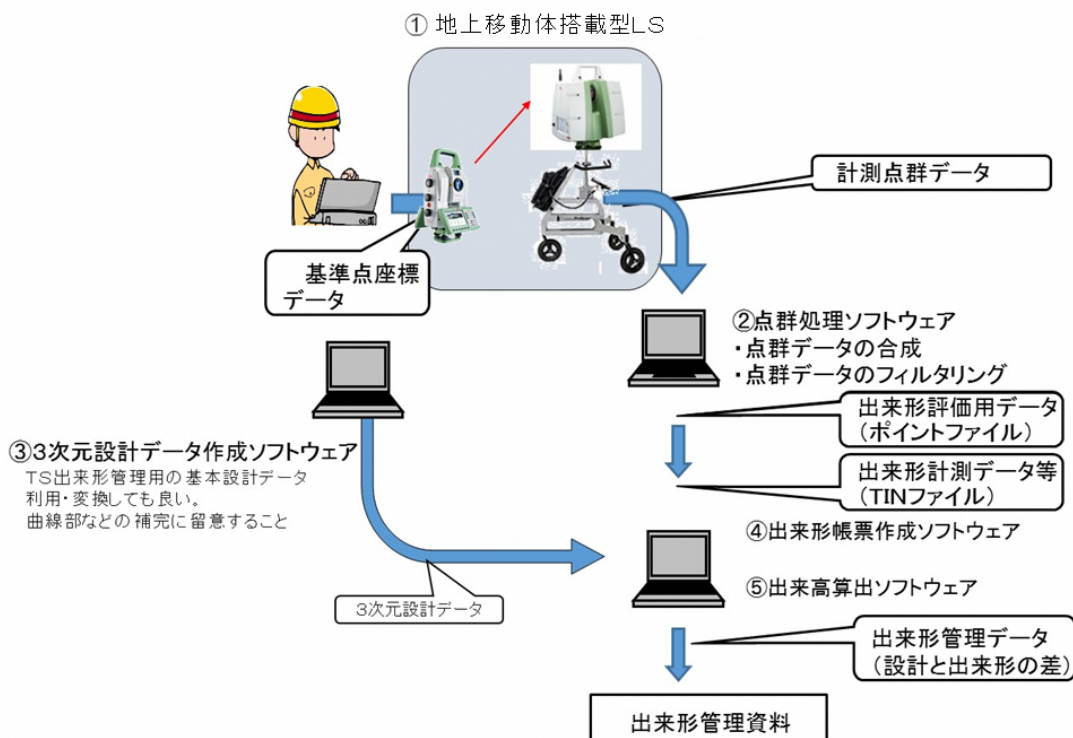 ① 地上移動体搭載型LS
計測点群データ
基準点座標
データ
②点群処理ソフトウェア
・点群データの合成
・点群データのフィルタリング
出来形評価用データ
(ポイントファイル)
③3次元設計データ作成ソフトウェア
TS出来形管理用の基本設計データ
利用・変換しても良い。
曲線部などの補完に留意すること
出来形計測データ等
(TINファイル)
④出来形帳票作成ソフトウェア
⑤出来高算出ソフトウェア
3次元設計データ
出来形管理データ
(設計と出来形の差)
出来形管理資料